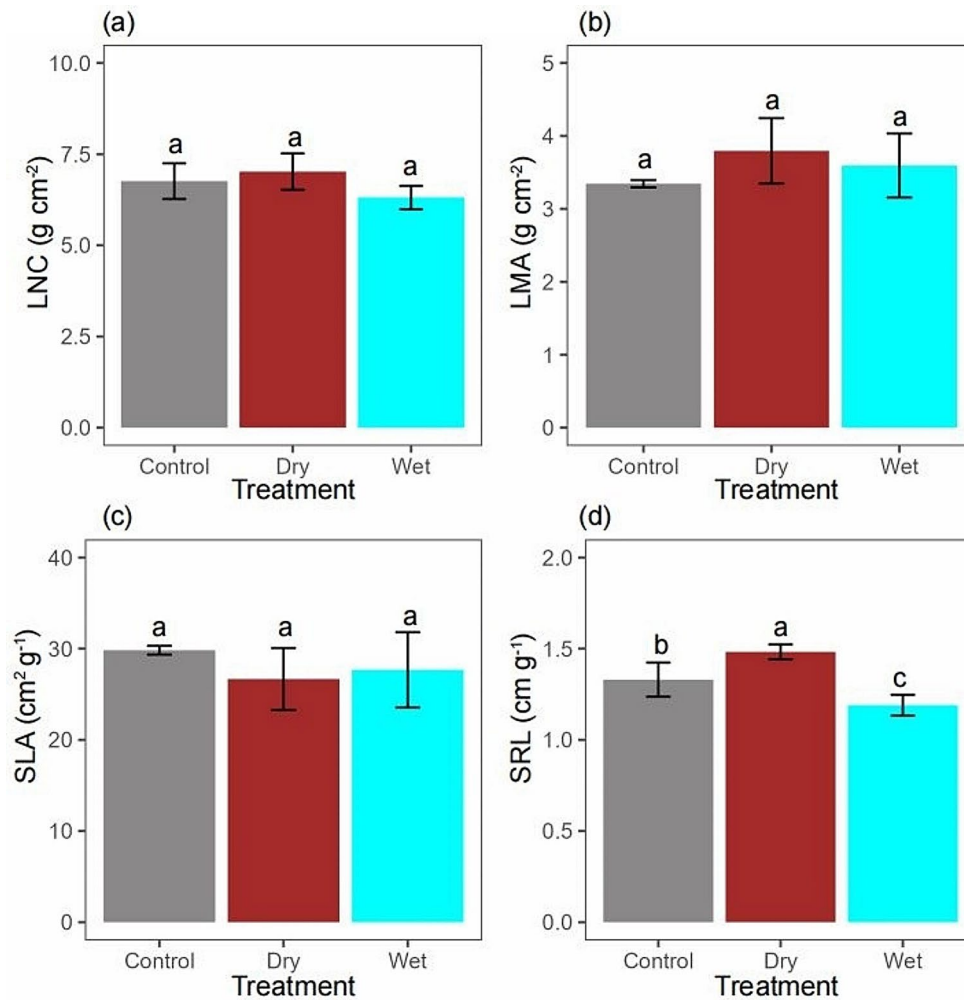 (a)
10.0
7.5
5.0
2.5
0.0
LNC (g cm⁻²)
a
a
a
Control Dry Wet
Treatment
(b)
5
4
3
2
1
0
LMA (g cm⁻²)
a
a
a
Control Dry Wet
Treatment
(c)
40
30
20
10
0
SLA (cm² g⁻¹)
a
a
a
Control Dry Wet
Treatment
(d)
2.0
1.5
1.0
0.5
0.0
SRL (cm g⁻¹)
b
a
c
Control Dry Wet
Treatment